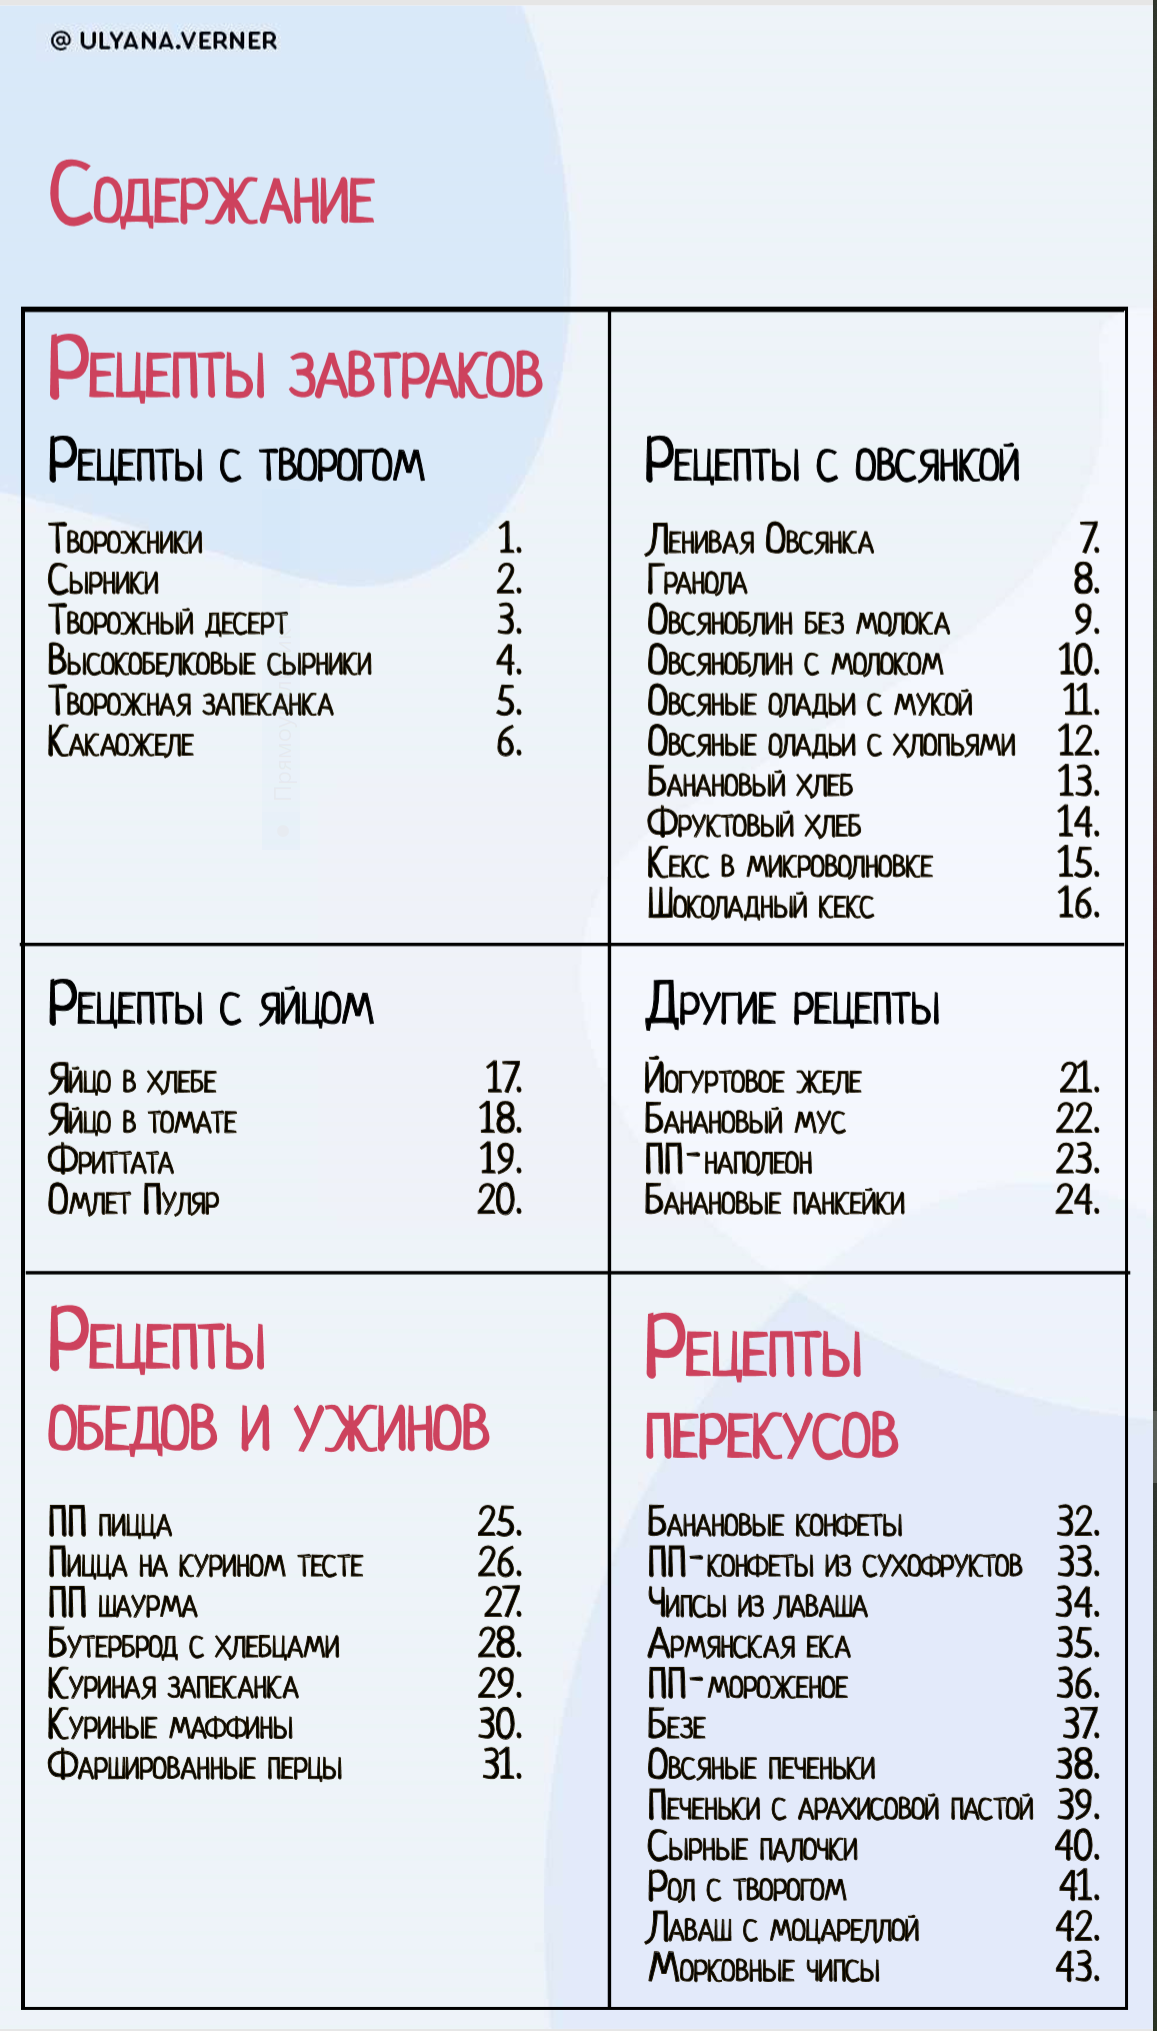 @ ULYANA.VERNER
Содержание
Рецепты завтраков
Рецепты с творогом
Творожники 1.
Сырники 2.
Творожный десерт 3.
Высокобелковые сырники 4.
Творожная запеканка 5.
Какаожеле 6.
Рецепты с овсянкой
Ленивая Овсянка 7.
Гранола 8.
Овсяноблин без молока 9.
Овсяноблин с молоком 10.
Овсяные оладьи с мукой 11.
Овсяные оладьи с хлопьями 12.
Банановый хлеб 13.
Фруктовый хлеб 14.
Кекс в микроволновке 15.
Шоколадный кекс 16.
Рецепты с яйцом
Яйцо в хлебе 17.
Яйцо в томате 18.
Фриттата 19.
Омлет Пуляр 20.
Другие рецепты
Йогуртовое желе 21.
Банановый мус 22.
ПП-наполеон 23.
Банановые панкейки 24.
Рецепты
обедов и ужинов
ПП пицца 25.
Пицца на курином тесте 26.
ПП шаурма 27.
Бутерброд с хлебцами 28.
Куриная запеканка 29.
Куриные маффины 30.
Фаршированные перцы 31.
Рецепты
перекусов
Банановые конфеты 32.
ПП-конфеты из сухофруктов 33.
Чипсы из лаваша 34.
Армянская ека 35.
ПП-мороженое 36.
Безе 37.
Овсяные печеньки 38.
Печеньки с арахисовой пастой 39.
Сырные палочки 40.
Рол с творогом 41.
Лаваш с моцареллой 42.
Морковные чипсы 43.